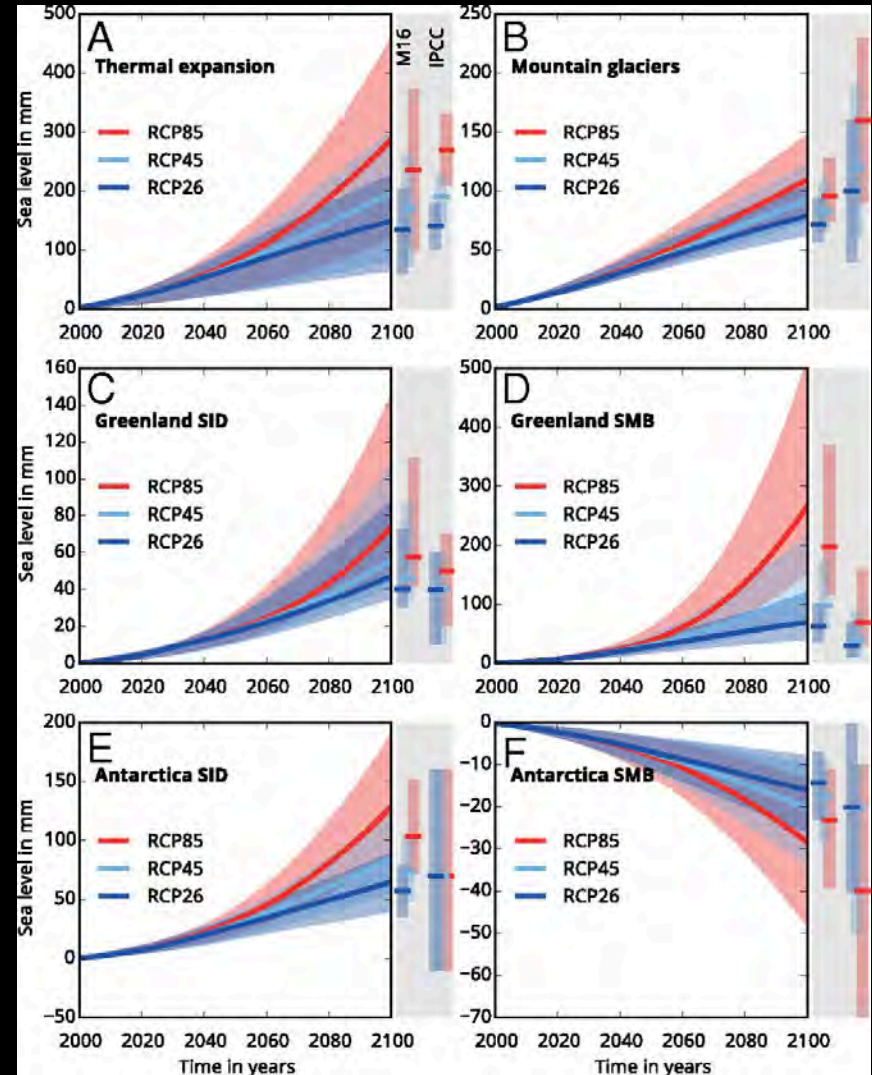 A
Thermal expansion
M16
IPCC
RCP85
RCP45
RCP26
Sea level in mm
500
400
300
200
100
0
2000 2020 2040 2060 2080 2100
B
Mountain glaciers
RCP85
RCP45
RCP26
250
200
150
100
50
0
2000 2020 2040 2060 2080 2100
C
Greenland SID
RCP85
RCP45
RCP26
Sea level in mm
160
140
120
100
80
60
40
20
0
2000 2020 2040 2060 2080 2100
D
Greenland SMB
RCP85
RCP45
RCP26
500
400
300
200
100
0
2000 2020 2040 2060 2080 2100
E
Antarctica SID
RCP85
RCP45
RCP26
Sea level in mm
200
150
100
50
0
−50
2000 2020 2040 2060 2080 2100
Time in years
F
Antarctica SMB
RCP85
RCP45
RCP26
0
−10
−20
−30
−40
−50
−60
−70
2000 2020 2040 2060 2080 2100
Time in years